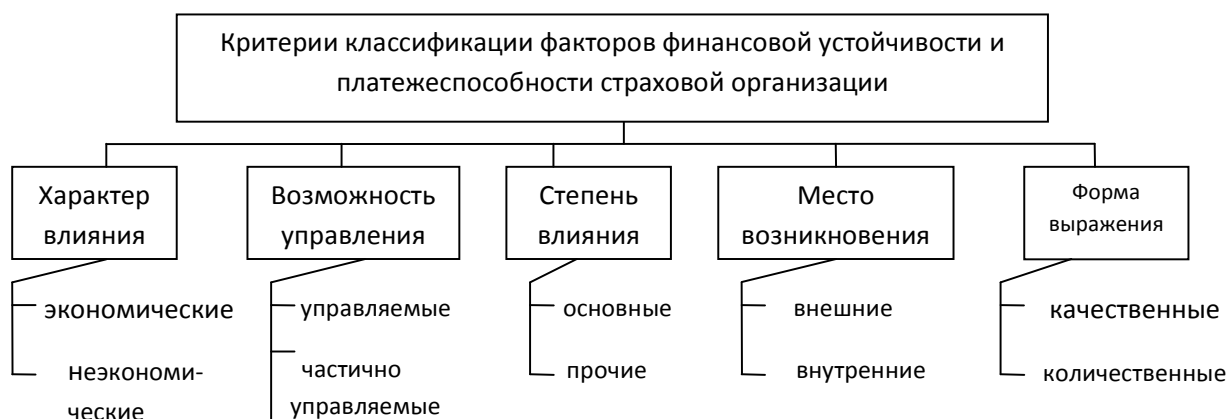 Критерии классификации факторов финансовой устойчивости и
платежеспособности страховой организации
Характер
влияния
Возможность
управления
Степень
влияния
Место
возникновения
Форма
выражения
экономические
неэкономи-
ческие
управляемые
частично
управляемые
основные
прочие
внешние
внутренние
качественные
количественные